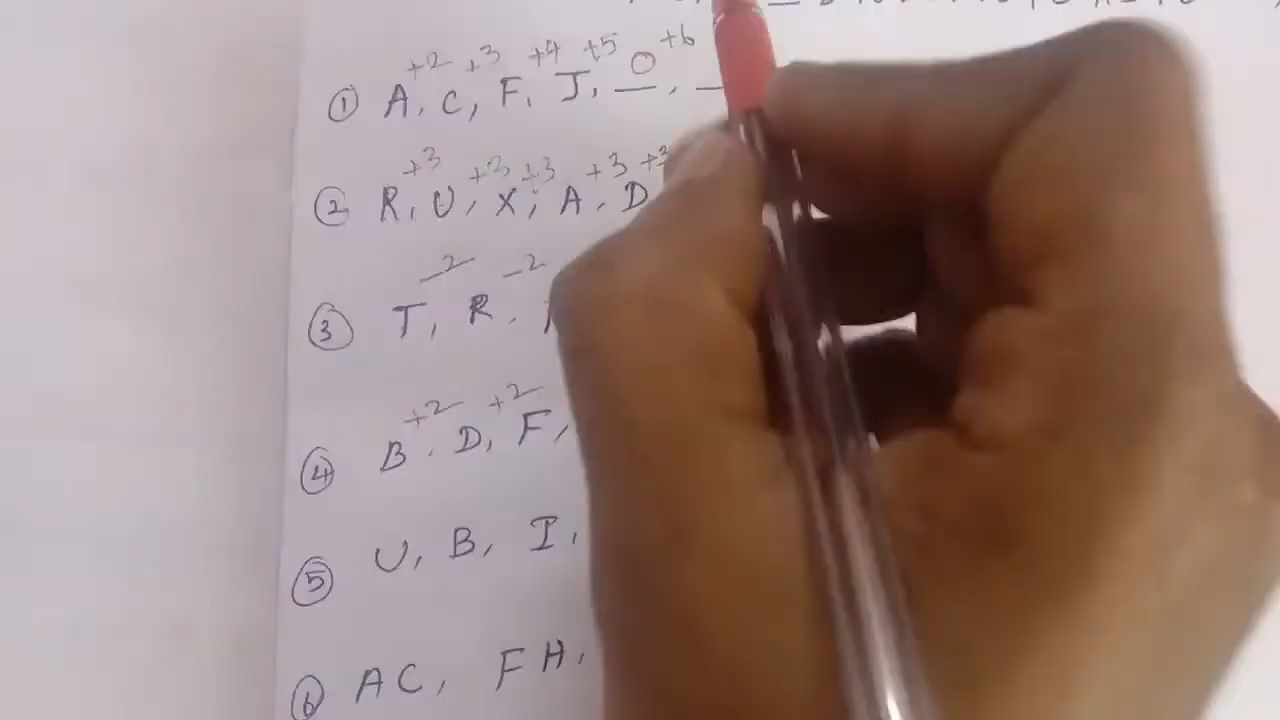 +2 +3 +4 +5 +6
① A, C, F, J, O,
+3 +3 +3 +3
② R, U, X, A, D
-2 -2
③ T, R,
+2 +2
④ B, D, F,
⑤ U, B, I,
⑥ AC, FH,